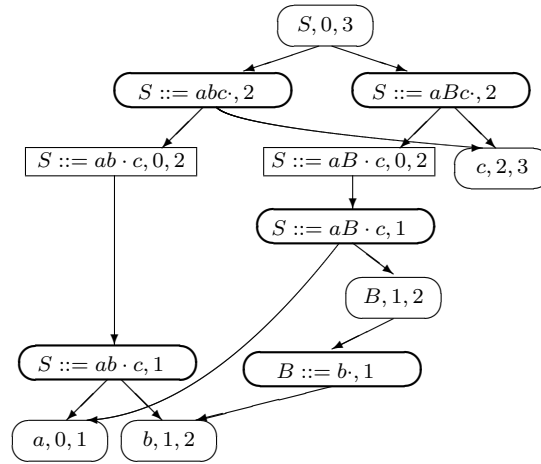 S, 0, 3
S ::= abc·, 2
S ::= aBc·, 2
S ::= ab · c, 0, 2
S ::= aB · c, 0, 2
c, 2, 3
S ::= aB · c, 1
B, 1, 2
S ::= ab · c, 1
B ::= b·, 1
a, 0, 1
b, 1, 2